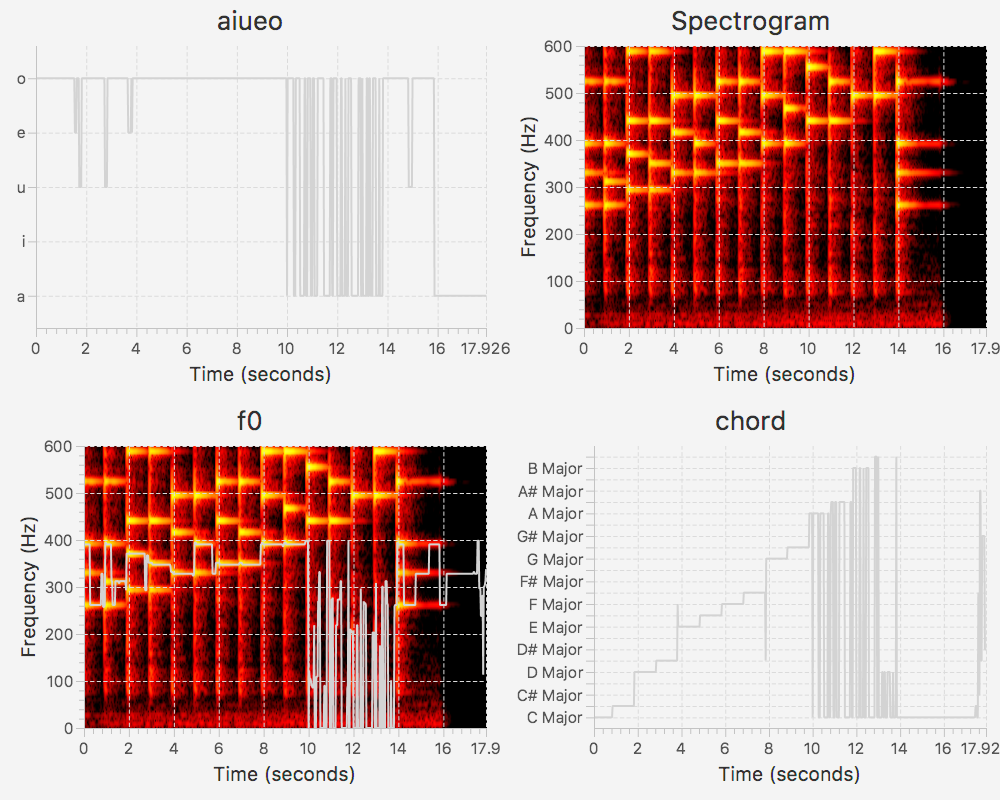 aiueo
o
e
u
i
a
0 2 4 6 8 10 12 14 16 17.926
Time (seconds)
Spectrogram
Frequency (Hz)
600
500
400
300
200
100
0
0 2 4 6 8 10 12 14 16 17.9
Time (seconds)
f0
Frequency (Hz)
600
500
400
300
200
100
0
0 2 4 6 8 10 12 14 16 17.9
Time (seconds)
chord
B Major
A# Major
A Major
G# Major
G Major
F# Major
F Major
E Major
D# Major
D Major
C# Major
C Major
0 2 4 6 8 10 12 14 16 17.92
Time (seconds)